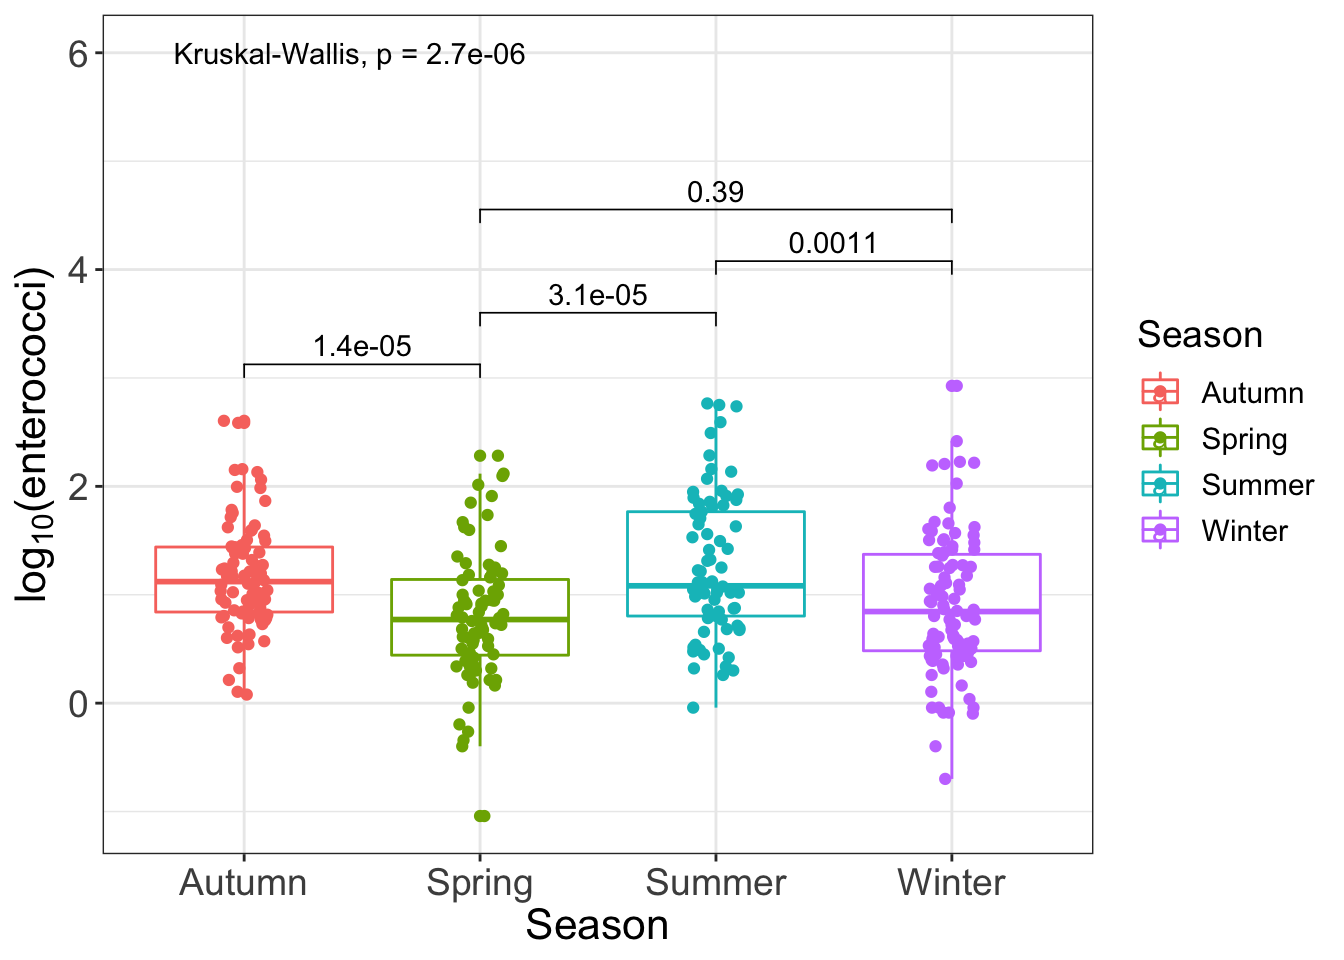 Kruskal-Wallis, p = 2.7e-06
6
4
2
0
log10(enterococci)
0.39
0.0011
3.1e-05
1.4e-05
Autumn
Spring
Summer
Winter
Season
Season
Autumn
Spring
Summer
Winter